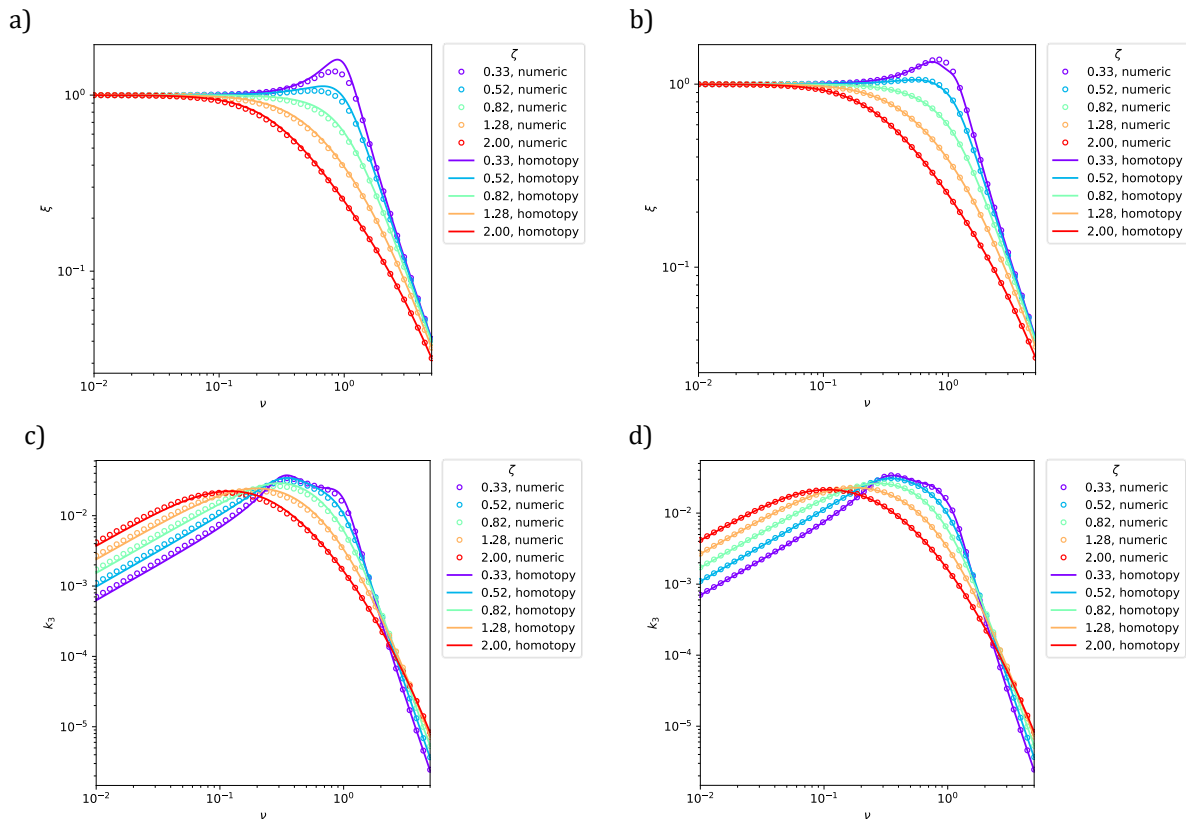 a)
ξ
10⁰
10⁻¹
10⁻²
10⁻¹
10⁰
ν
ζ
0.33, numeric
0.52, numeric
0.82, numeric
1.28, numeric
2.00, numeric
0.33, homotopy
0.52, homotopy
0.82, homotopy
1.28, homotopy
2.00, homotopy
b)
ξ
10⁰
10⁻¹
10⁻²
10⁻¹
10⁰
ν
ζ
0.33, numeric
0.52, numeric
0.82, numeric
1.28, numeric
2.00, numeric
0.33, homotopy
0.52, homotopy
0.82, homotopy
1.28, homotopy
2.00, homotopy
c)
k₃
10⁻²
10⁻³
10⁻⁴
10⁻⁵
10⁻²
10⁻¹
10⁰
ν
ζ
0.33, numeric
0.52, numeric
0.82, numeric
1.28, numeric
2.00, numeric
0.33, homotopy
0.52, homotopy
0.82, homotopy
1.28, homotopy
2.00, homotopy
d)
k₃
10⁻²
10⁻³
10⁻⁴
10⁻⁵
10⁻²
10⁻¹
10⁰
ν
ζ
0.33, numeric
0.52, numeric
0.82, numeric
1.28, numeric
2.00, numeric
0.33, homotopy
0.52, homotopy
0.82, homotopy
1.28, homotopy
2.00, homotopy